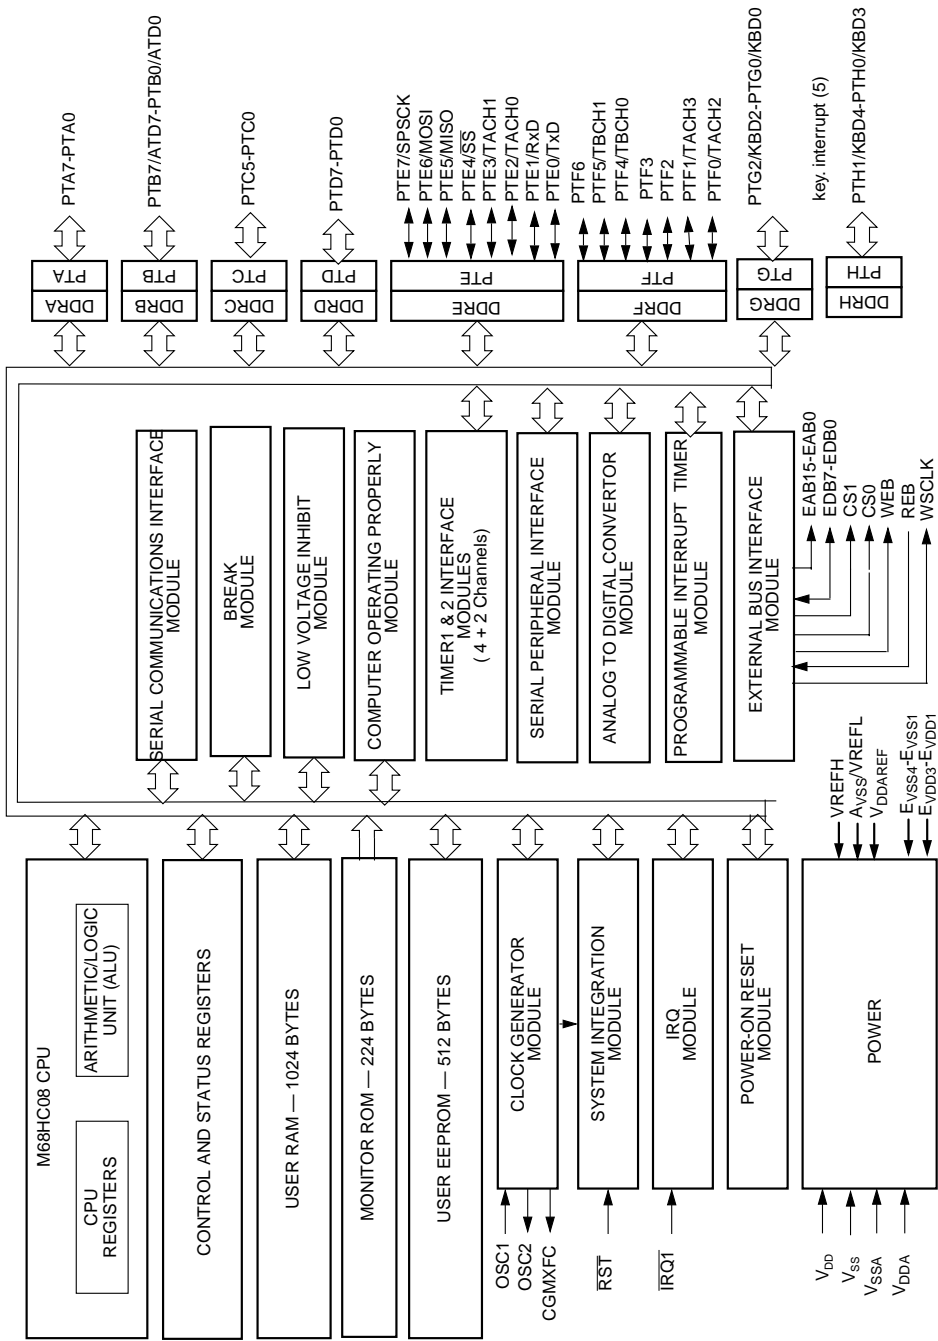 M68HC08 CPU
CPU
REGISTERS
ARITHMETIC/LOGIC
UNIT (ALU)
CONTROL AND STATUS REGISTERS
USER RAM — 1024 BYTES
MONITOR ROM — 224 BYTES
USER EEPROM — 512 BYTES
CLOCK GENERATOR
MODULE
SYSTEM INTEGRATION
MODULE
IRQ
MODULE
POWER-ON RESET
MODULE
POWER
OSC1
OSC2
CGMXFC
RST
IRQ1
VDD
VSS
VSSA
VDDA
VREFH
AVSS/VREFL
VDDAREF
EVSS4-EVSS1
EVDD3-EVDD1
SERIAL COMMUNICATIONS INTERFACE
MODULE
BREAK
MODULE
LOW VOLTAGE INHIBIT
MODULE
COMPUTER OPERATING PROPERLY
MODULE
TIMER1 & 2 INTERFACE
MODULES
( 4 + 2 Channels)
SERIAL PERIPHERAL INTERFACE
MODULE
ANALOG TO DIGITAL CONVERTOR
MODULE
PROGRAMMABLE INTERRUPT TIMER
MODULE
EXTERNAL BUS INTERFACE
MODULE
EAB15-EAB0
EDB7-EDB0
CS1
CS0
WEB
REB
WSCLK
DDRA
PTA
PTA7-PTA0
DDRB
PTB
PTB7/ATD7-PTB0/ATD0
DDRC
PTC
PTC5-PTC0
DDRD
PTD
PTD7-PTD0
DDRE
PTE
PTE7/SPSCK
PTE6/MOSI
PTE5/MISO
PTE4/SS
PTE3/TACH1
PTE2/TACH0
PTE1/RxD
PTE0/TxD
DDRF
PTF
PTF6
PTF5/TBCH1
PTF4/TBCH0
PTF3
PTF2
PTF1/TACH3
PTF0/TACH2
DDRG
PTG
PTG2/KBD2-PTG0/KBD0
key. interrupt (5)
DDRH
PTH
PTH1/KBD4-PTH0/KBD3